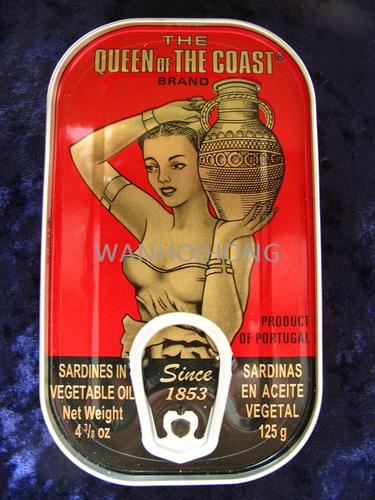 THE
QUEEN OF THE COAST®
BRAND
WANHOIHONG
PRODUCT
OF PORTUGAL
SARDINES IN
VEGETABLE OIL
Net Weight
4 3/8 oz
Since
1853
SARDINAS
EN ACEITE
VEGETAL
125 g